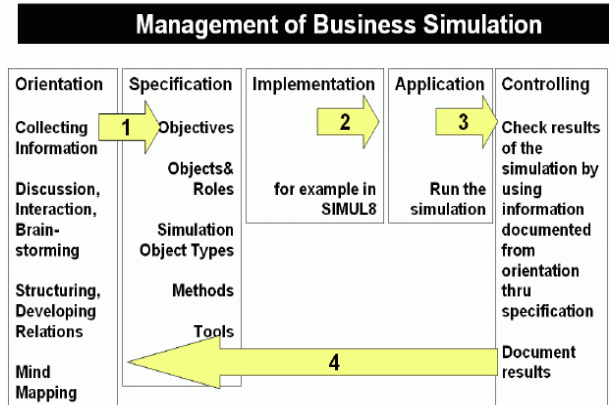 Management of Business Simulation
Orientation
Collecting
Information
Discussion,
Interaction,
Brain-
storming
Structuring,
Developing
Relations
Mind
Mapping
1
Specification
Objectives
Objects&
Roles
Simulation
Object Types
Methods
Tools
Implementation
2
for example in
SIMUL8
Application
3
Run the
simulation
Controlling
Check results
of the
simulation by
using
information
documented
from
orientation
thru
specification
Document
results
4